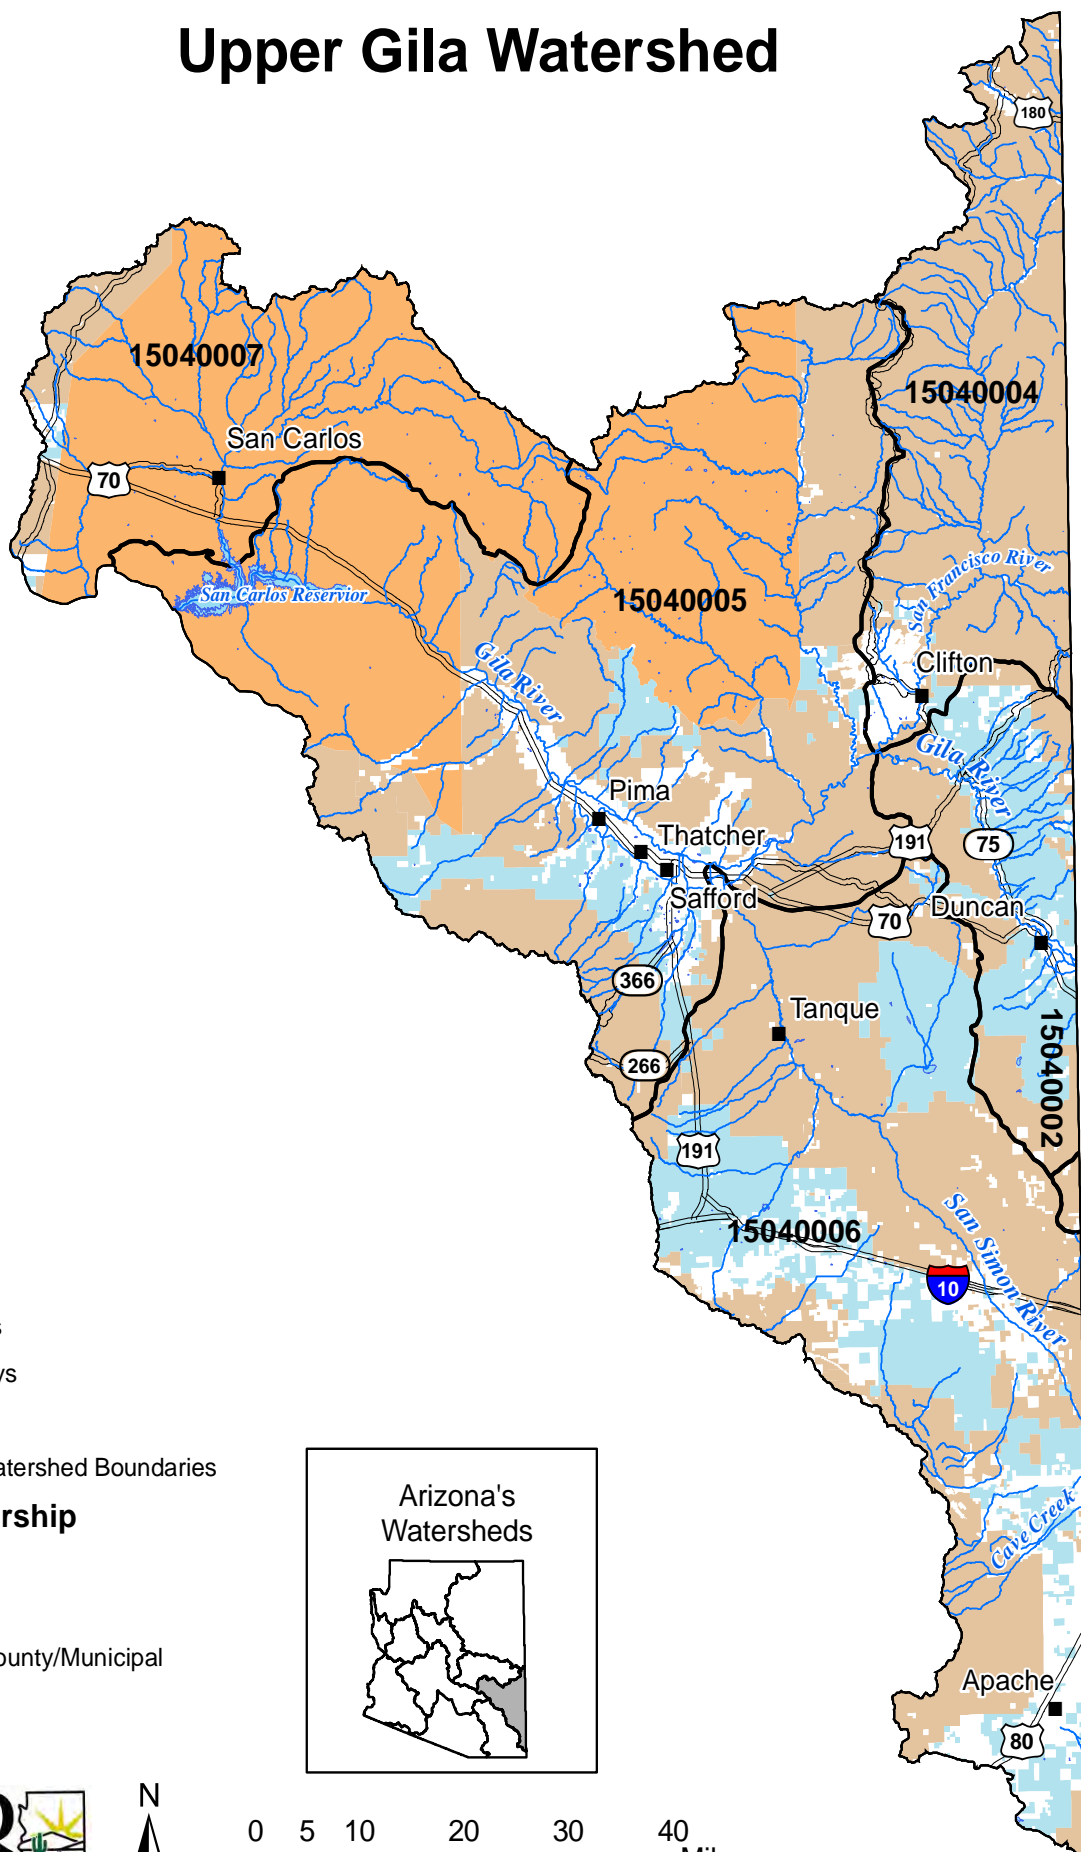 Upper Gila Watershed
180
15040007
15040004
San Carlos
70
San Francisco River
San Carlos Reservior
15040005
Gila River
Clifton
Gila River
Pima
Thatcher
191
75
Safford
70
Duncan
366
Tanque
15040002
266
191
15040006
San Simon River
10
s
ys
atershed Boundaries
rship
Arizona's
Watersheds
Cave Creek
ounty/Municipal
Apache
80
N
0 5 10 20 30 40